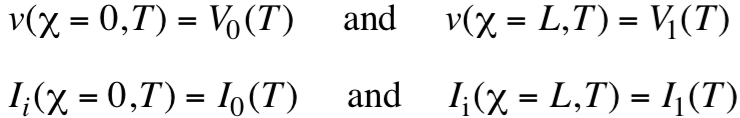 v(χ = 0,T) = V₀(T) and v(χ = L,T) = V₁(T)
Iᵢ(χ = 0,T) = I₀(T) and Iᵢ(χ = L,T) = I₁(T)